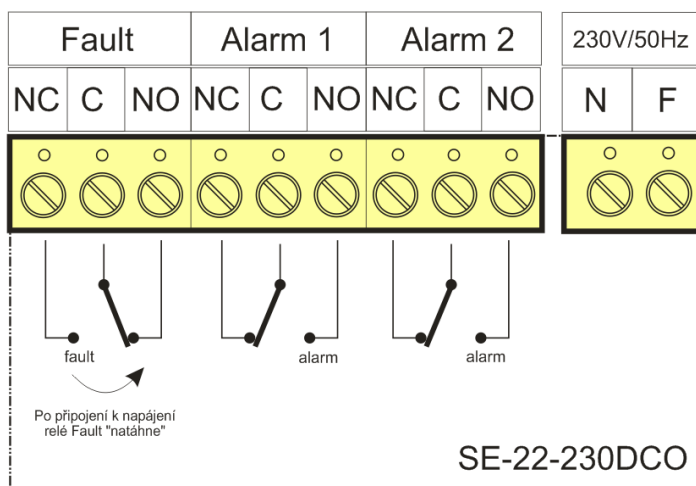 Fault Alarm 1 Alarm 2 230V/50Hz
NC C NO NC C NO NC C NO N F
fault alarm alarm
Po připojení k napájení
relé Fault "natáhne"
SE-22-230DCO